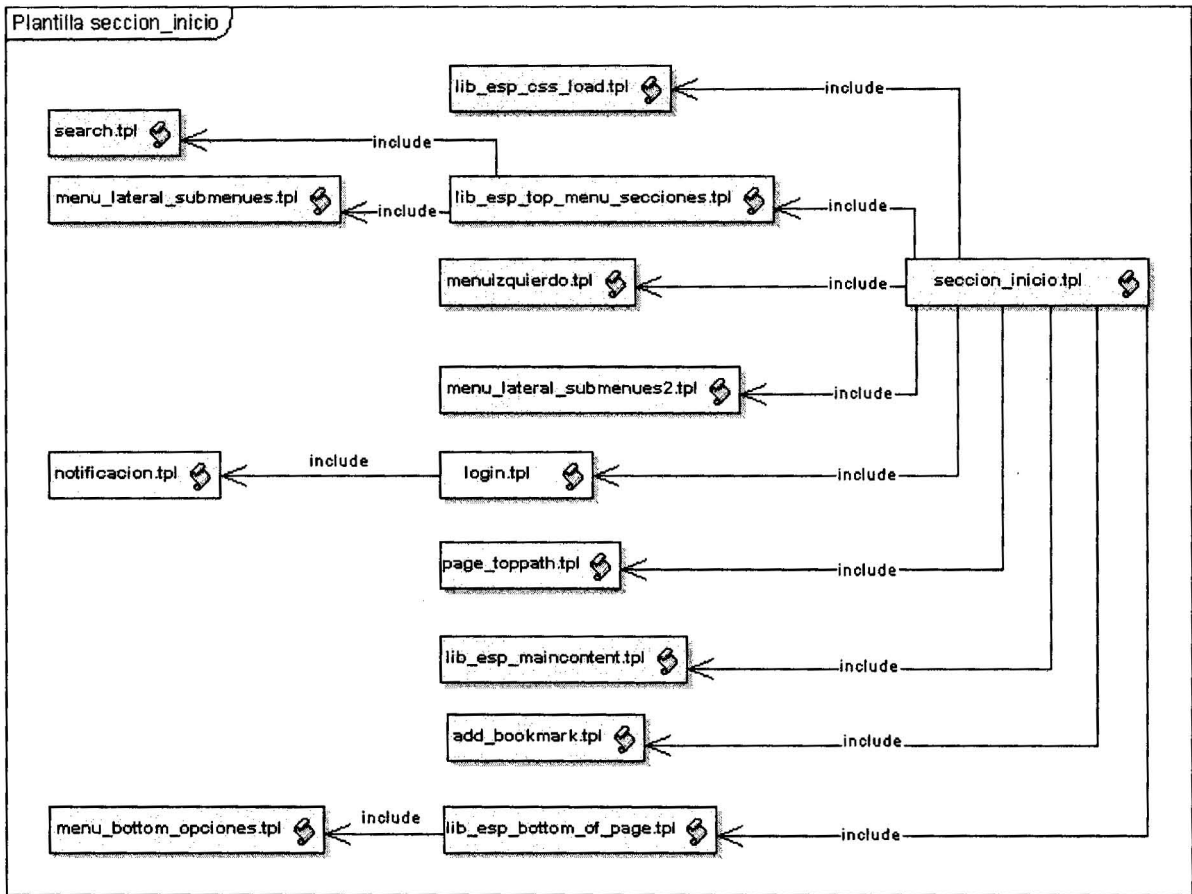 Plantilla seccion_inicio
lib_esp_css_load.tpl
include
search.tpl
include
menu_lateral_submenues.tpl
include
lib_esp_top_menu_secciones.tpl
include
menuizquierdo.tpl
include
seccion_inicio.tpl
menu_lateral_submenues2.tpl
include
notificacion.tpl
include
login.tpl
include
page_toppath.tpl
include
lib_esp_maincontent.tpl
include
add_bookmark.tpl
include
menu_bottom_opciones.tpl
include
lib_esp_bottom_of_page.tpl
include